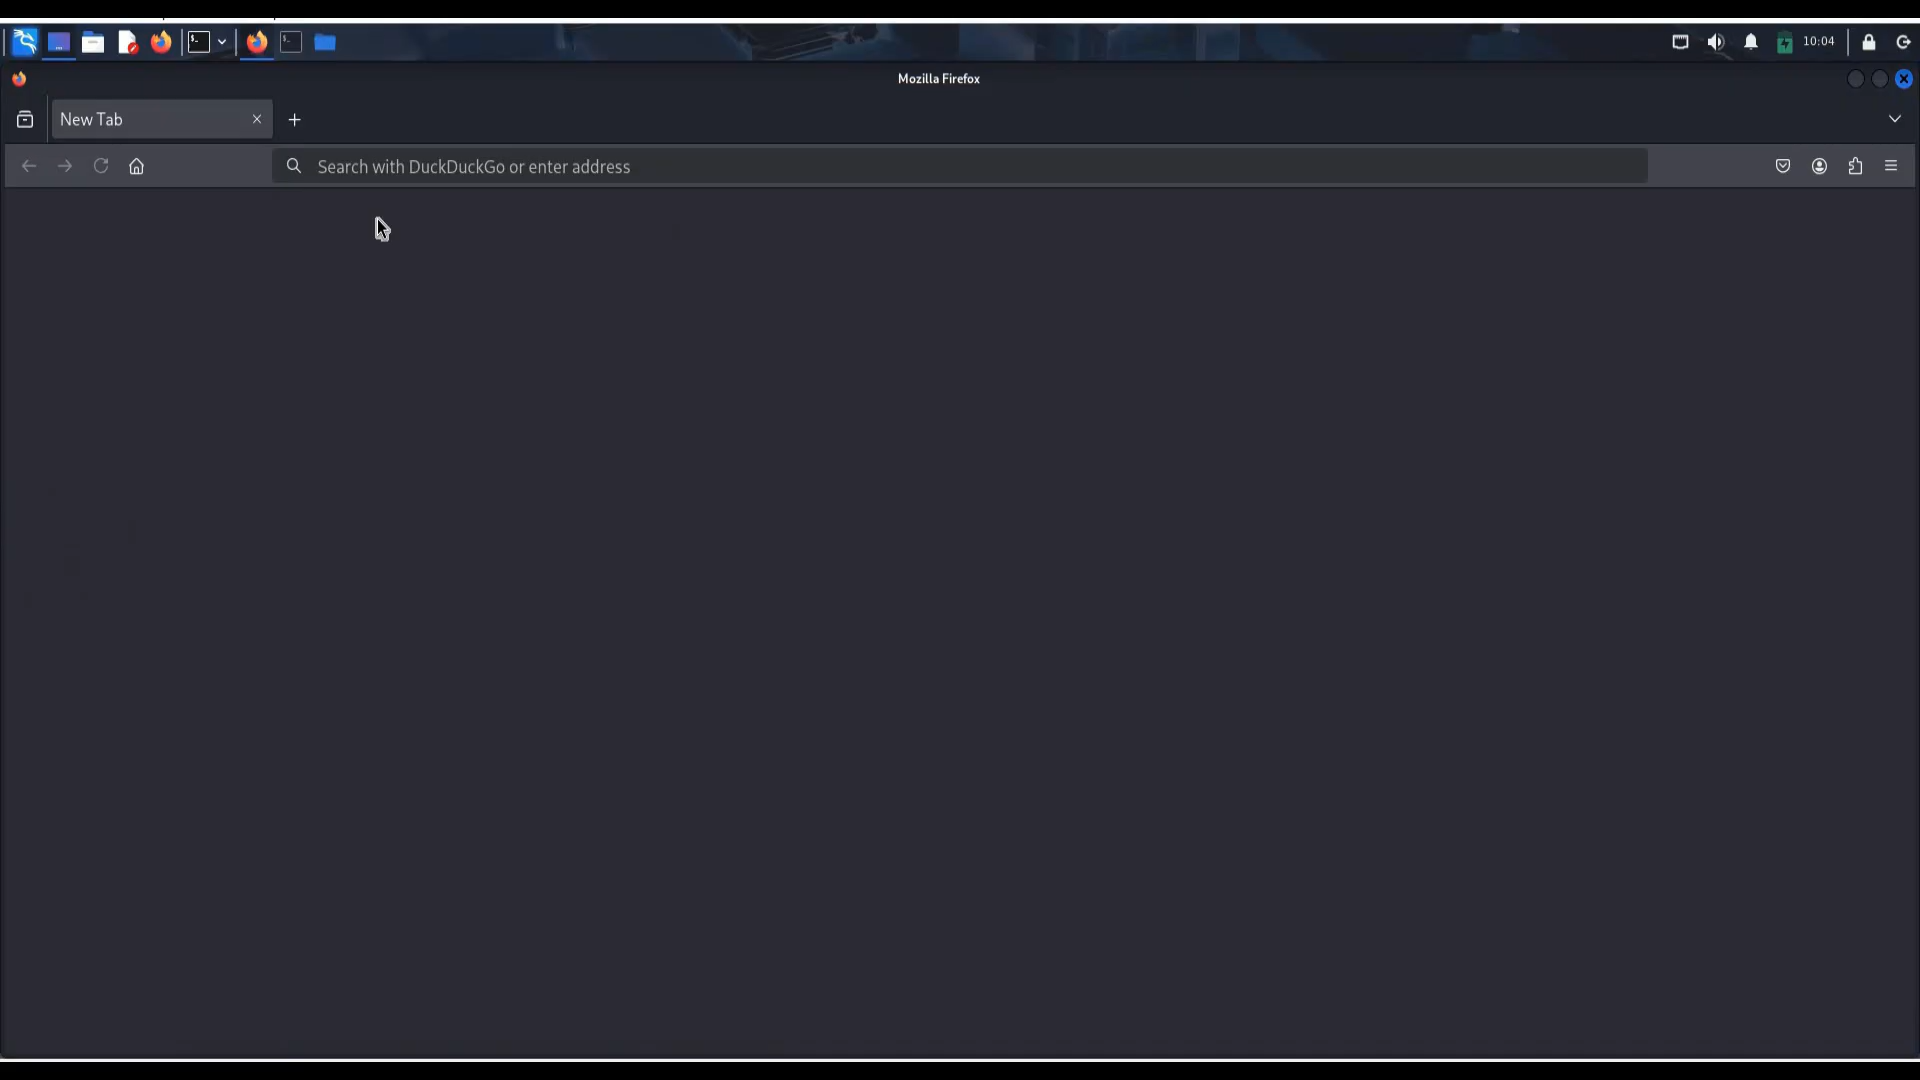 10:04
Mozilla Firefox
New Tab
Search with DuckDuckGo or enter address